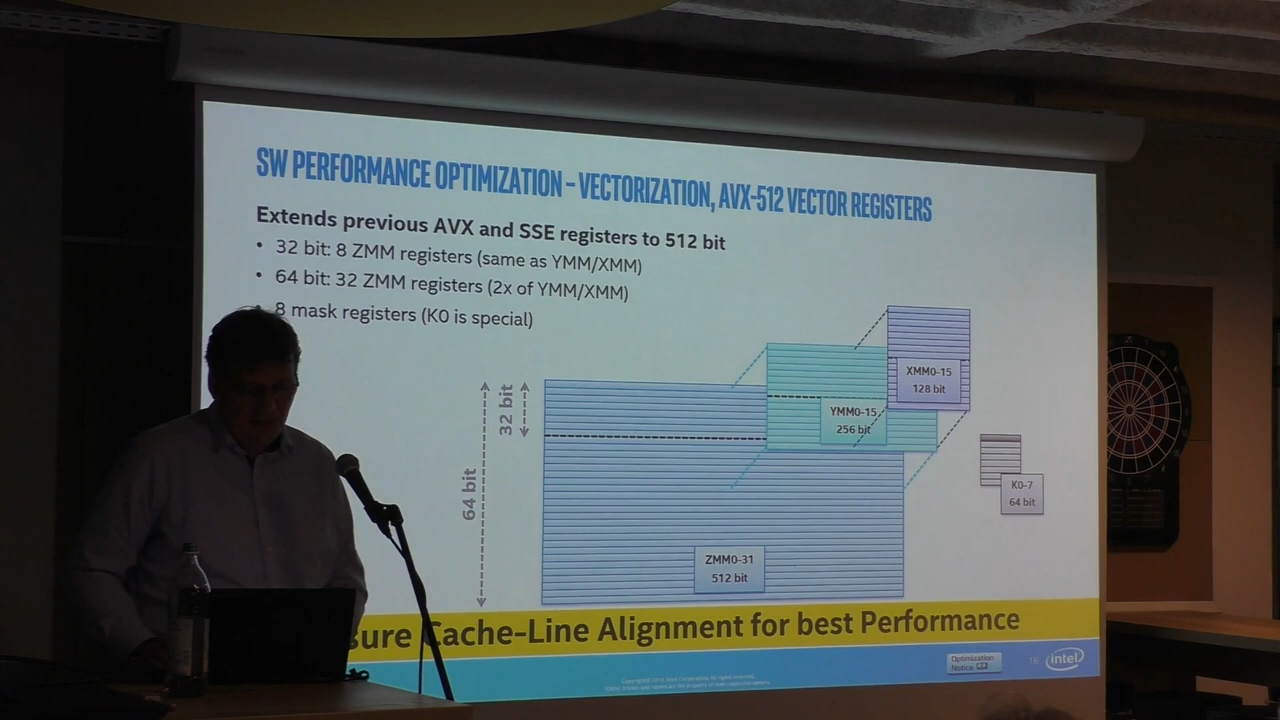 SW PERFORMANCE OPTIMIZATION – VECTORIZATION, AVX-512 VECTOR REGISTERS
Extends previous AVX and SSE registers to 512 bit
• 32 bit: 8 ZMM registers (same as YMM/XMM)
• 64 bit: 32 ZMM registers (2x of YMM/XMM)
• 8 mask registers (K0 is special)
32 bit
64 bit
XMM0-15
128 bit
YMM0-15
256 bit
K0-7
64 bit
ZMM0-31
512 bit
sure Cache-Line Alignment for best Performance
Optimization
Notice
16
intel